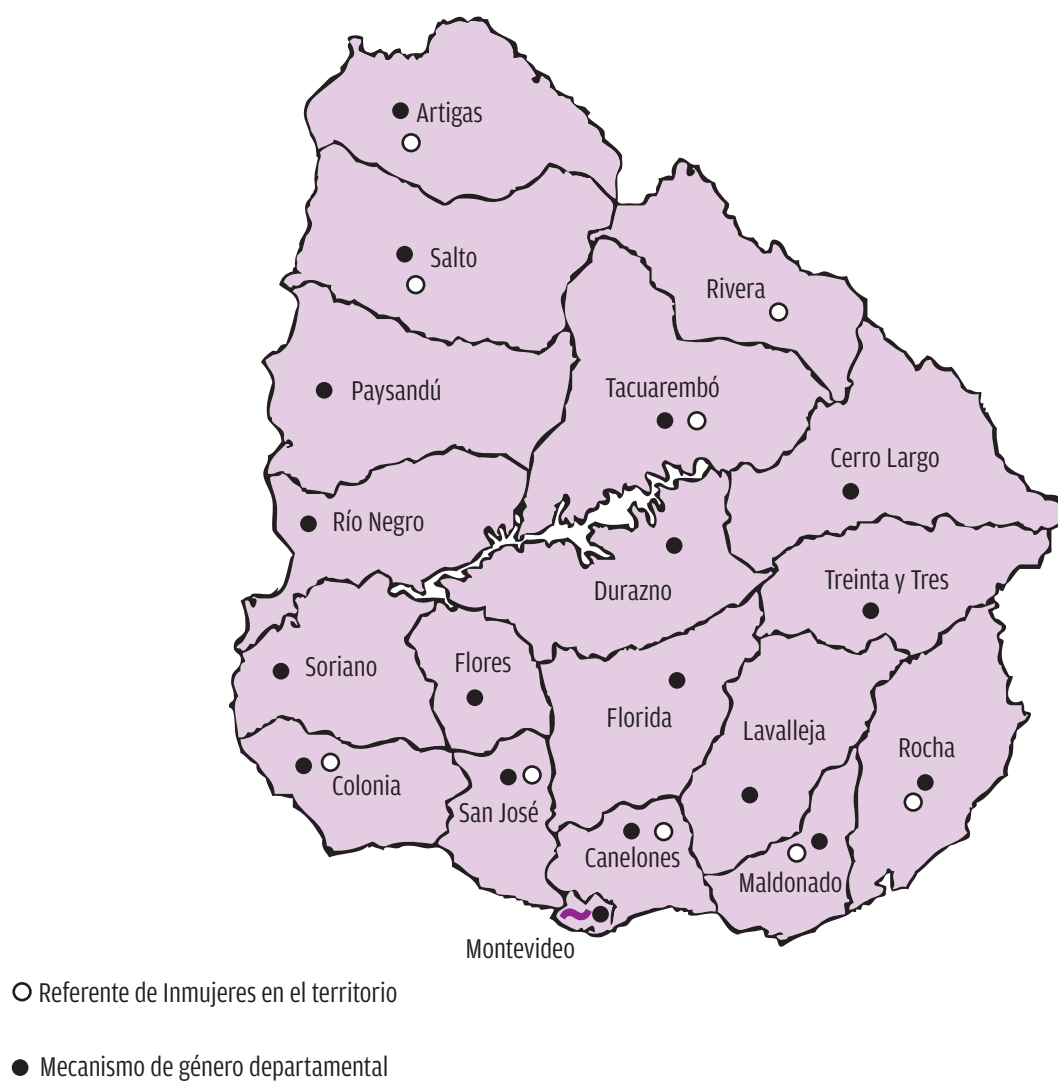 Artigas
Salto
Rivera
Paysandú
Tacuarembó
Cerro Largo
Río Negro
Durazno
Treinta y Tres
Soriano
Flores
Florida
Lavalleja
Rocha
Colonia
San José
Canelones
Maldonado
Montevideo
Referente de Inmujeres en el territorio
Mecanismo de género departamental